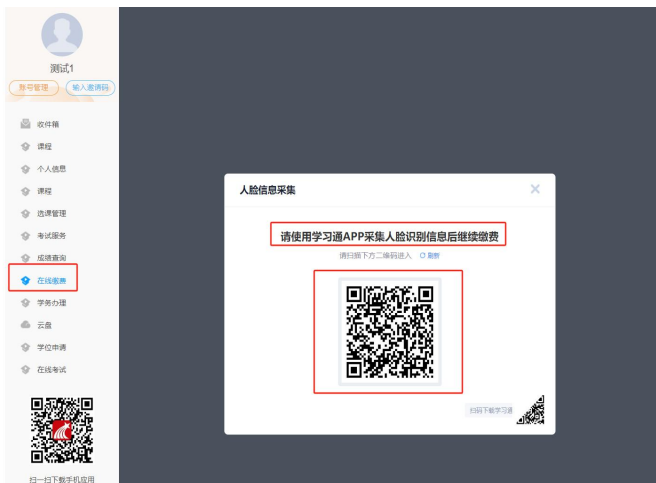 测试1
账号管理
输入邀请码
收件箱
课程
个人信息
课程
选课管理
考试服务
成绩查询
在线缴费
学务办理
云盘
学位申请
在线考试
扫一扫下载手机应用
人脸信息采集
请使用学习通APP采集人脸识别信息后继续缴费
请扫描下方二维码进入 刷新
扫码下载学习通